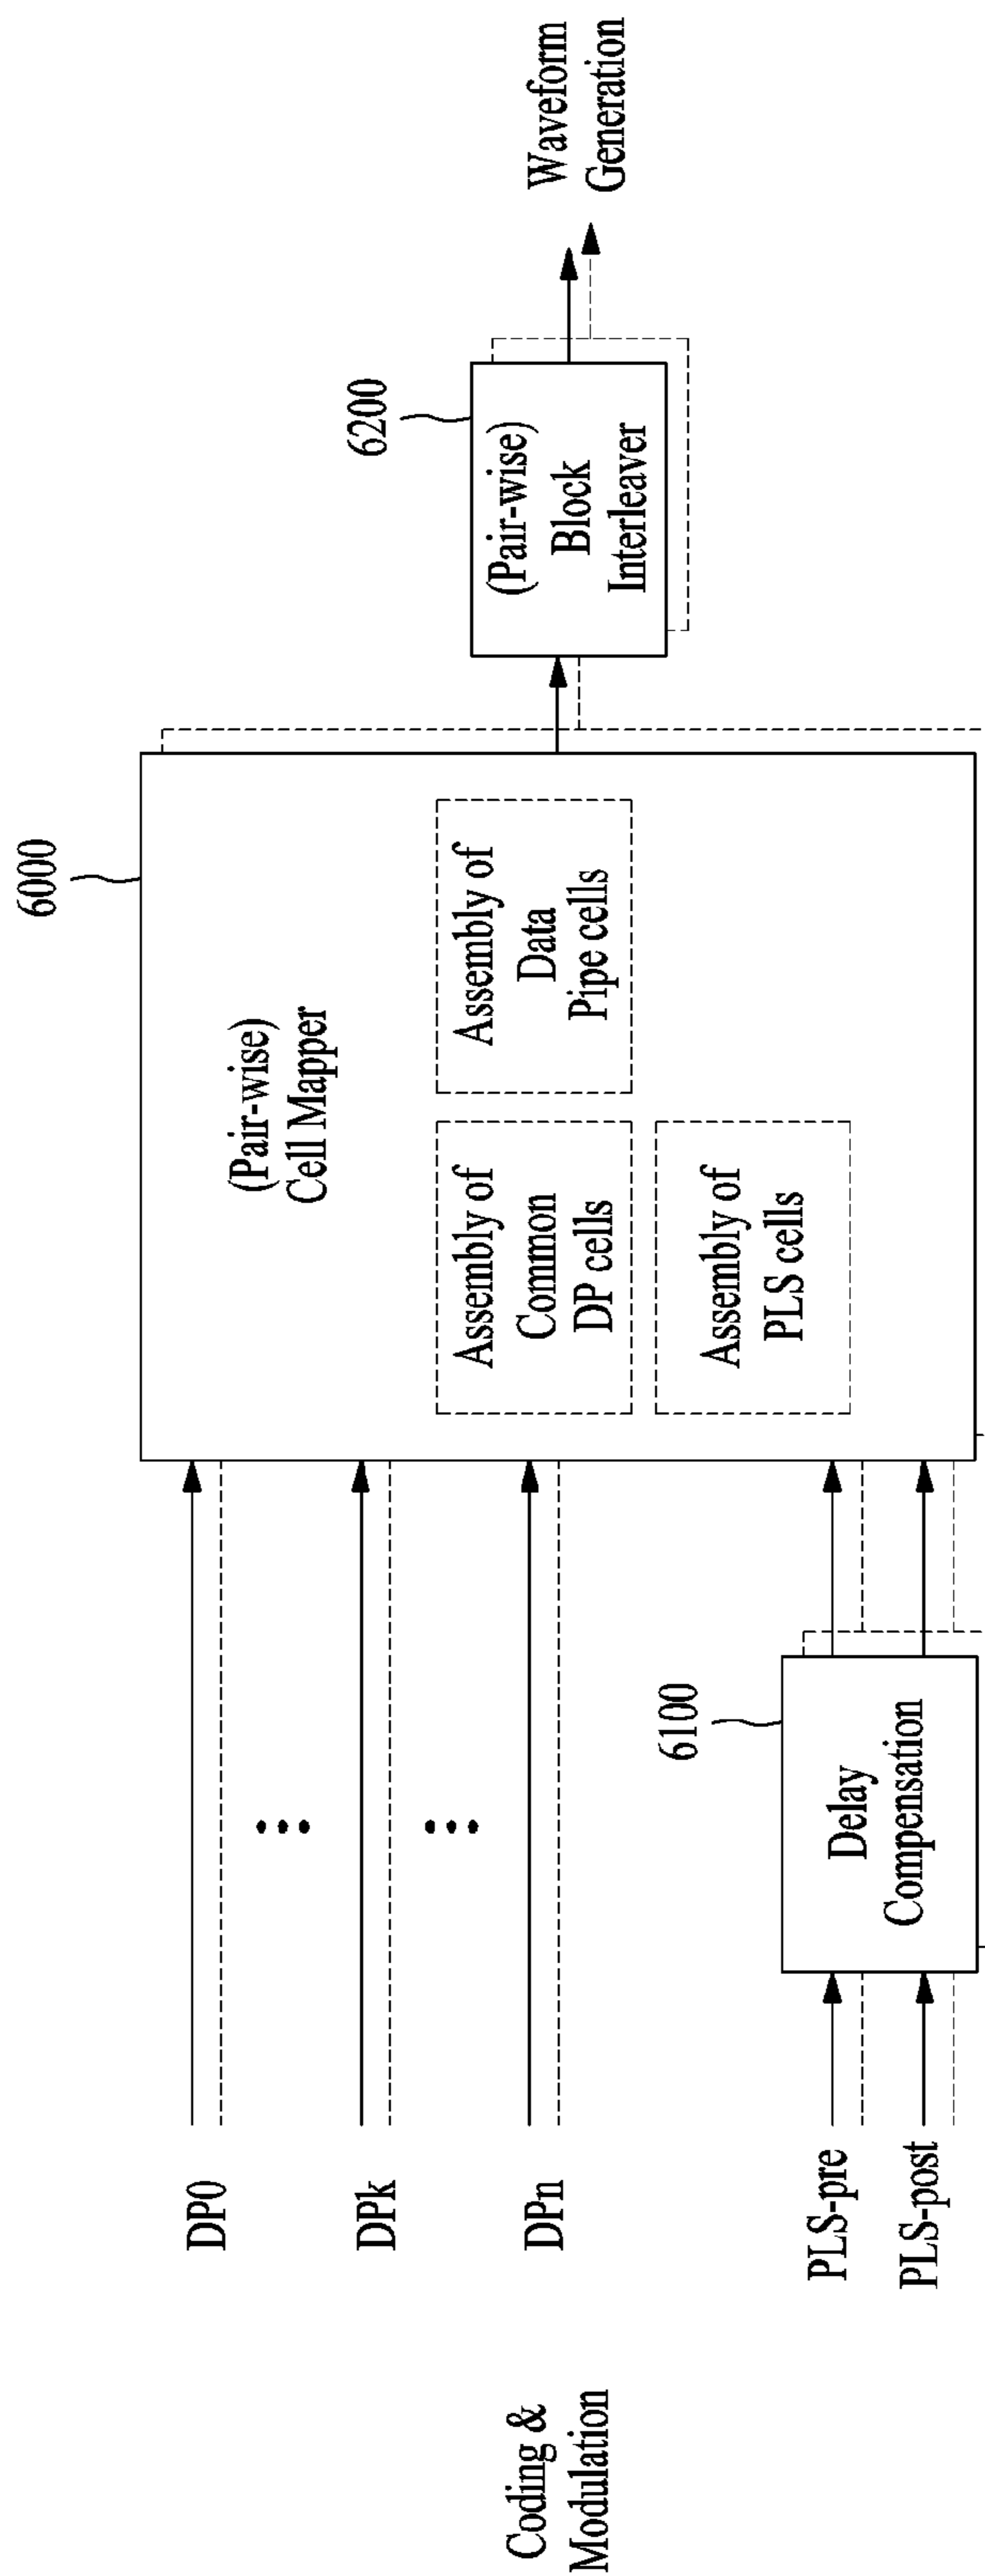 Coding &
Modulation
DP0
DPk
DPn
PLS-pre
PLS-post
6100
Delay
Compensation
6000
(Pair-wise)
Cell Mapper
Assembly of
Common
DP cells
Assembly of
Data
Pipe cells
Assembly of
PLS cells
6200
(Pair-wise)
Block
Interleaver
Waveform
Generation